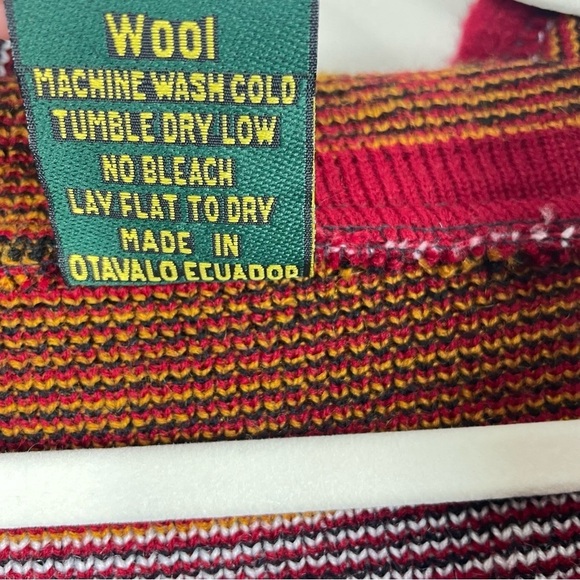 Wool
MACHINE WASH COLD
TUMBLE DRY LOW
NO BLEACH
LAY FLAT TO DRY
MADE IN
OTAVALO ECUADOR